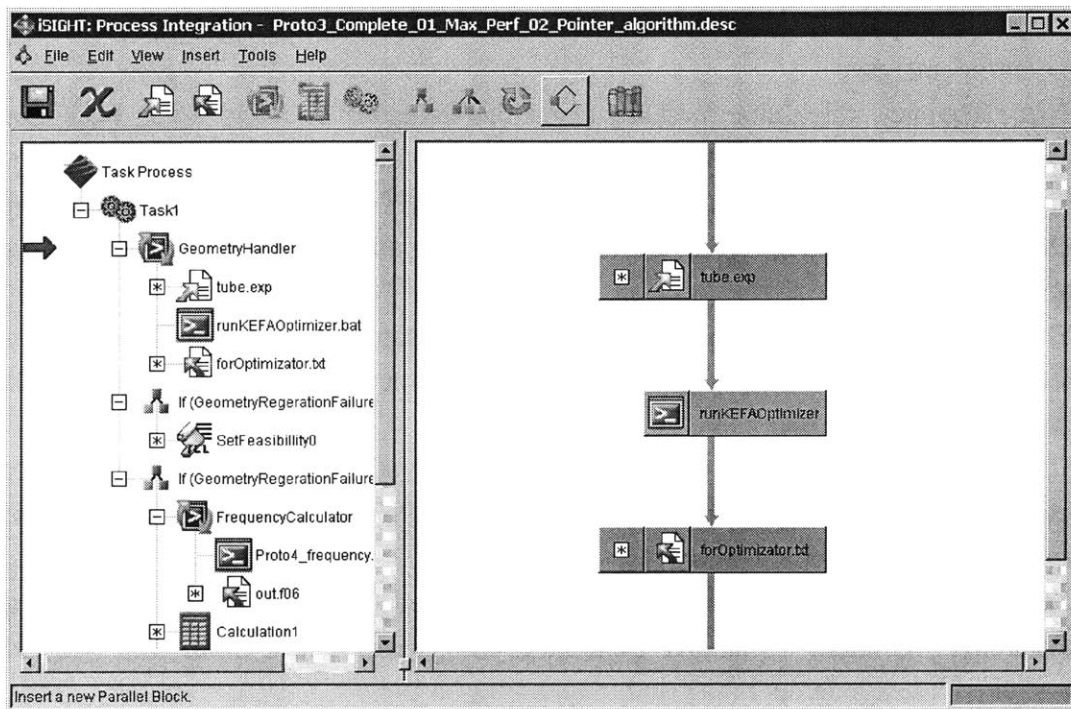 iSIGHT: Process Integration - Proto3_Complete_01_Max_Perf_02_Pointer_algorithm.desc
File Edit View Insert Tools Help
Task Process
Task1
GeometryHandler
tube.exp
runKEFAOptimizer.bat
forOptimizator.txt
If (GeometryRegerationFailure
SetFeasibillity0
If (GeometryRegerationFailure
FrequencyCalculator
Proto4_frequency.
out.f06
Calculation1
tube.exp
runKEFAOptimizer
forOptimizator.txt
Insert a new Parallel Block.